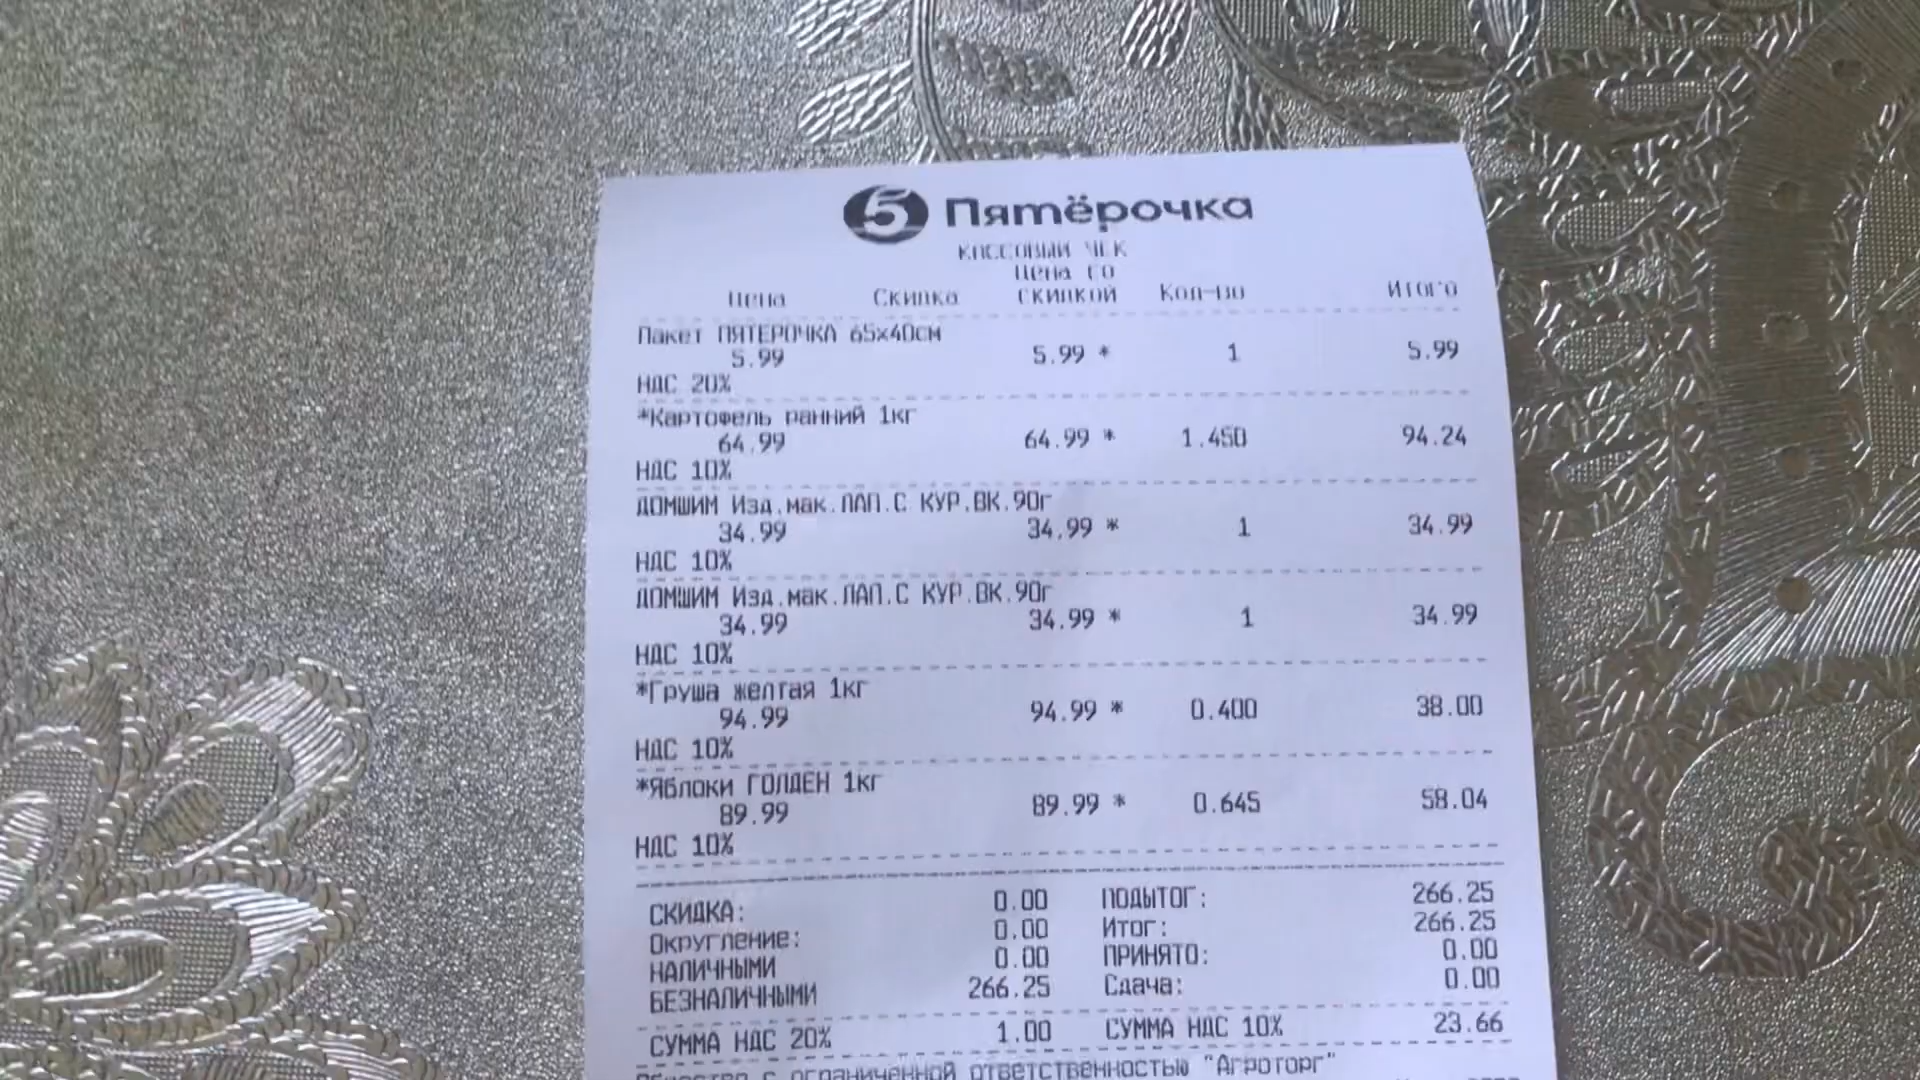 5 Пятёрочка
КАССОВЫЙ ЧЕК
Цена со
Цена Скидка скидкой Кол-во Итого
Пакет ПЯТЕРОЧКА 65х40см
5.99 5.99 * 1 5.99
НДС 20%
*Картофель ранний 1кг
64.99 64.99 * 1.450 94.24
НДС 10%
ДОМШИМ Изд.мак.ЛАП.С КУР.ВК.90г
34.99 34.99 * 1 34.99
НДС 10%
ДОМШИМ Изд.мак.ЛАП.С КУР.ВК.90г
34.99 34.99 * 1 34.99
НДС 10%
*Груша желтая 1кг
94.99 94.99 * 0.400 38.00
НДС 10%
*Яблоки ГОЛДЕН 1кг
89.99 89.99 * 0.645 58.04
НДС 10%
СКИДКА: 0.00 ПОДЫТОГ: 266.25
Округление: 0.00 Итог: 266.25
НАЛИЧНЫМИ 0.00 ПРИНЯТО: 0.00
БЕЗНАЛИЧНЫМИ 266.25 Сдача: 0.00
СУММА НДС 20% 1.00 СУММА НДС 10% 23.66
Общество с ограниченной ответственностью "Агроторг"